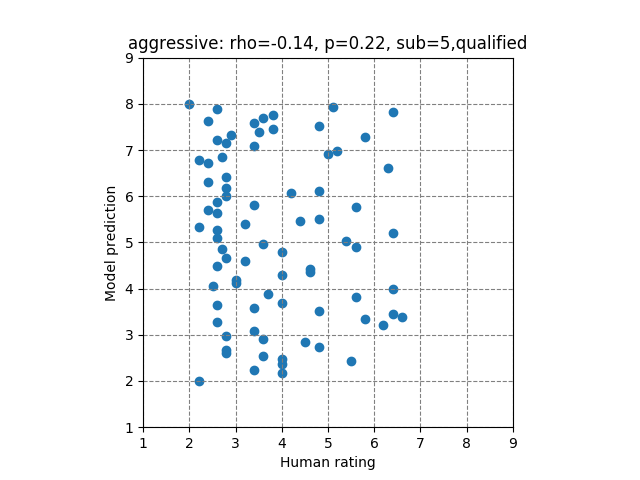 aggressive: rho=-0.14, p=0.22, sub=5,qualified
9
8
7
6
5
4
3
2
1
Model prediction
1 2 3 4 5 6 7 8 9
Human rating